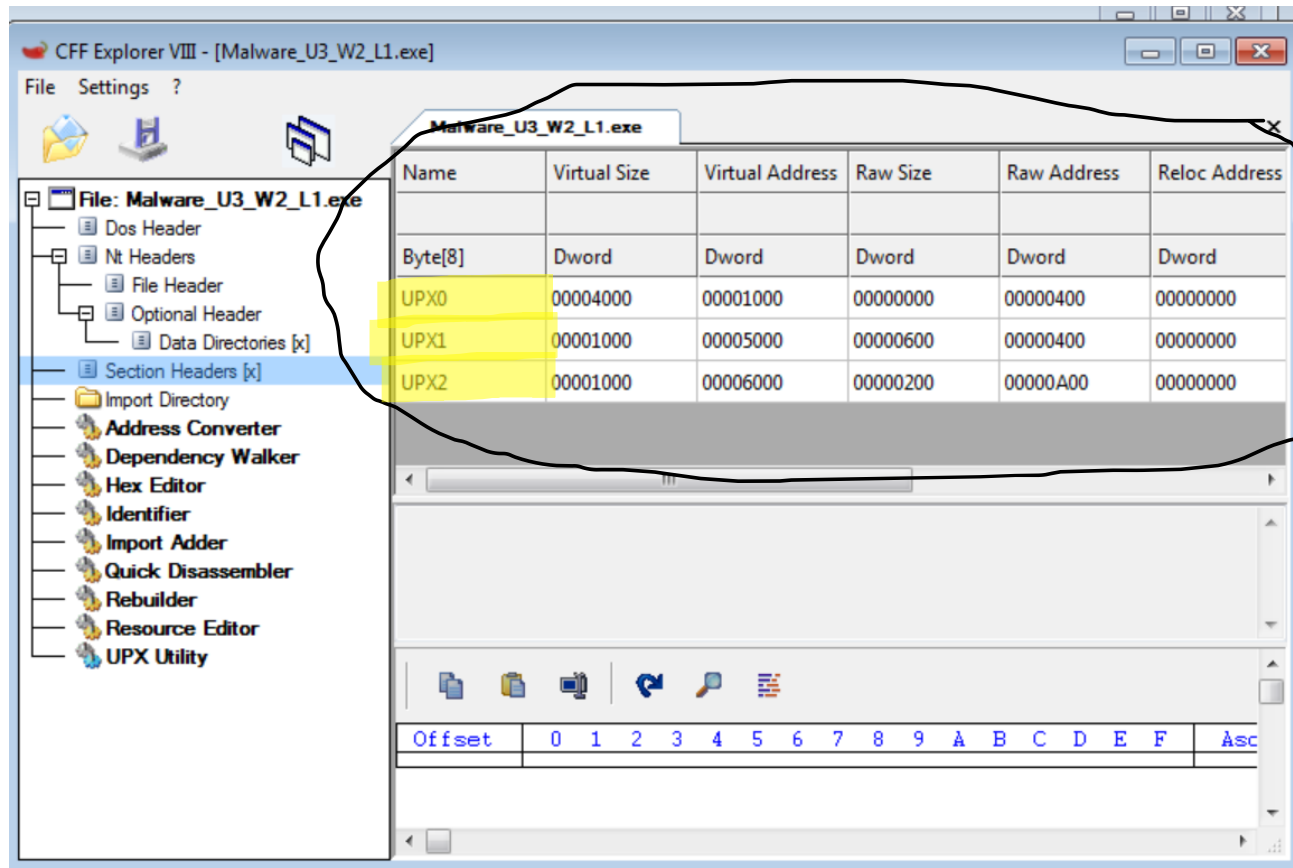 CFF Explorer VIII - [Malware_U3_W2_L1.exe]
File Settings ?
Malware_U3_W2_L1.exe
File: Malware_U3_W2_L1.exe
Dos Header
Nt Headers
File Header
Optional Header
Data Directories [x]
Section Headers [x]
Import Directory
Address Converter
Dependency Walker
Hex Editor
Identifier
Import Adder
Quick Disassembler
Rebuilder
Resource Editor
UPX Utility
Name Virtual Size Virtual Address Raw Size Raw Address Reloc Address
Byte[8] Dword Dword Dword Dword Dword
UPX0 00004000 00001000 00000000 00000400 00000000
UPX1 00001000 00005000 00000600 00000400 00000000
UPX2 00001000 00006000 00000200 00000A00 00000000
Offset 0 1 2 3 4 5 6 7 8 9 A B C D E F Asc